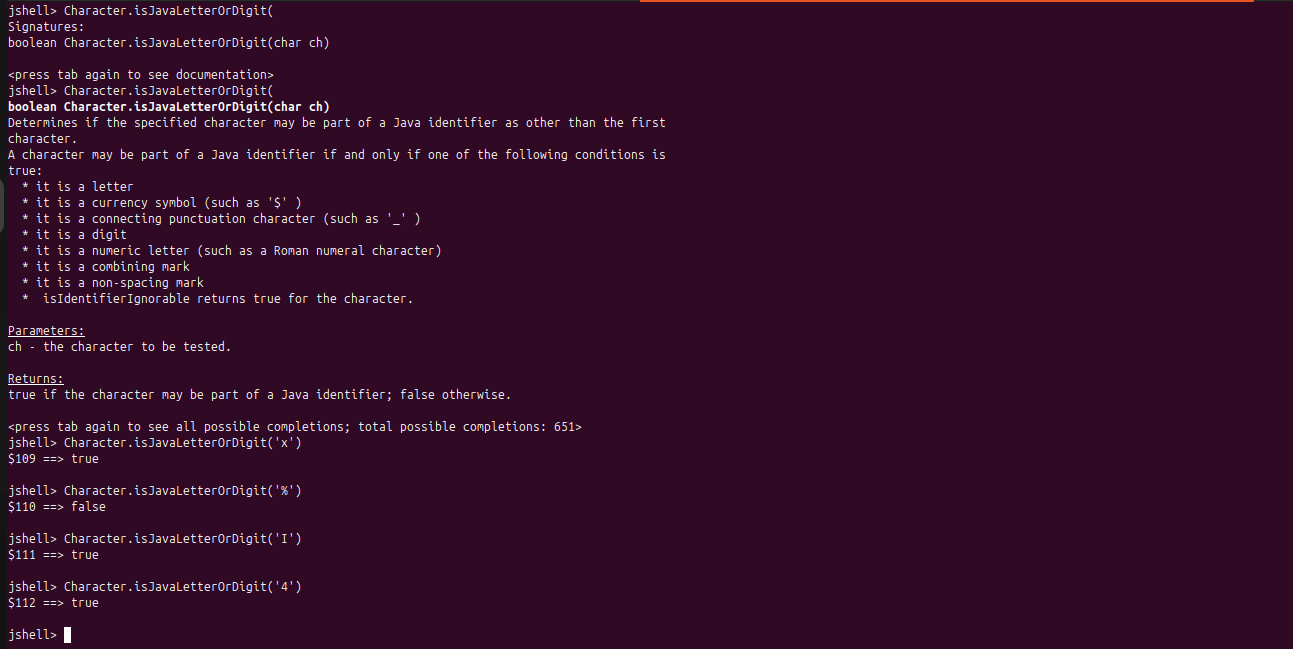 jshell> Character.isJavaLetterOrDigit(
Signatures:
boolean Character.isJavaLetterOrDigit(char ch)
<press tab again to see documentation>
jshell> Character.isJavaLetterOrDigit(
boolean Character.isJavaLetterOrDigit(char ch)
Determines if the specified character may be part of a Java identifier as other than the first
character.
A character may be part of a Java identifier if and only if one of the following conditions is
true:
  * it is a letter
  * it is a currency symbol (such as '$' )
  * it is a connecting punctuation character (such as '_' )
  * it is a digit
  * it is a numeric letter (such as a Roman numeral character)
  * it is a combining mark
  * it is a non-spacing mark
  *  isIdentifierIgnorable returns true for the character.
Parameters:
ch - the character to be tested.
Returns:
true if the character may be part of a Java identifier; false otherwise.
<press tab again to see all possible completions; total possible completions: 651>
jshell> Character.isJavaLetterOrDigit('x')
$109 ==> true
jshell> Character.isJavaLetterOrDigit('%')
$110 ==> false
jshell> Character.isJavaLetterOrDigit('I')
$111 ==> true
jshell> Character.isJavaLetterOrDigit('4')
$112 ==> true
jshell>